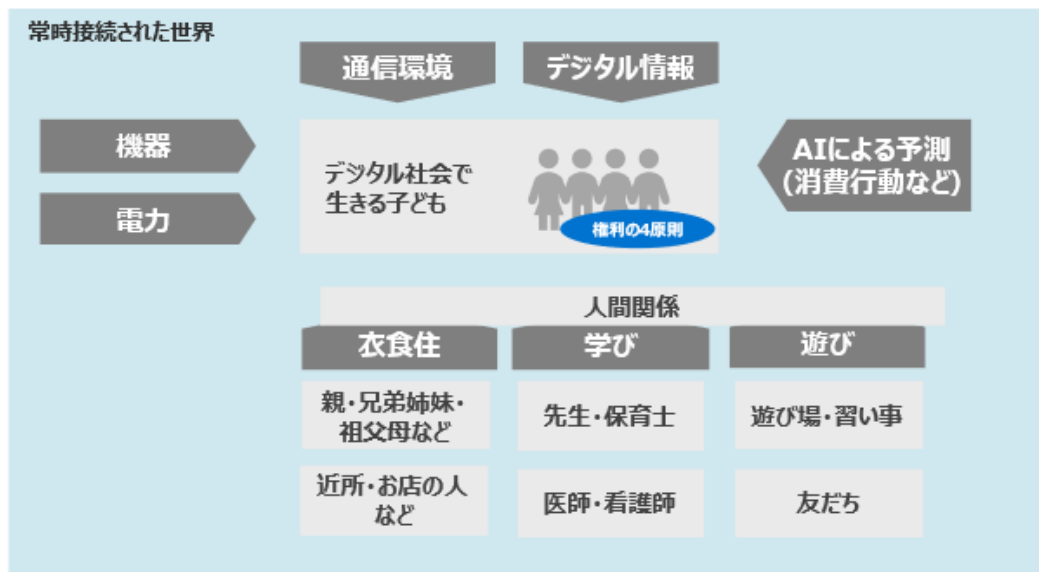 常時接続された世界
通信環境
デジタル情報
機器
電力
デジタル社会で
生きる子ども
権利の4原則
AIによる予測
(消費行動など)
人間関係
衣食住
学び
遊び
親・兄弟姉妹・
祖父母など
先生・保育士
遊び場・習い事
近所・お店の人
など
医師・看護師
友だち